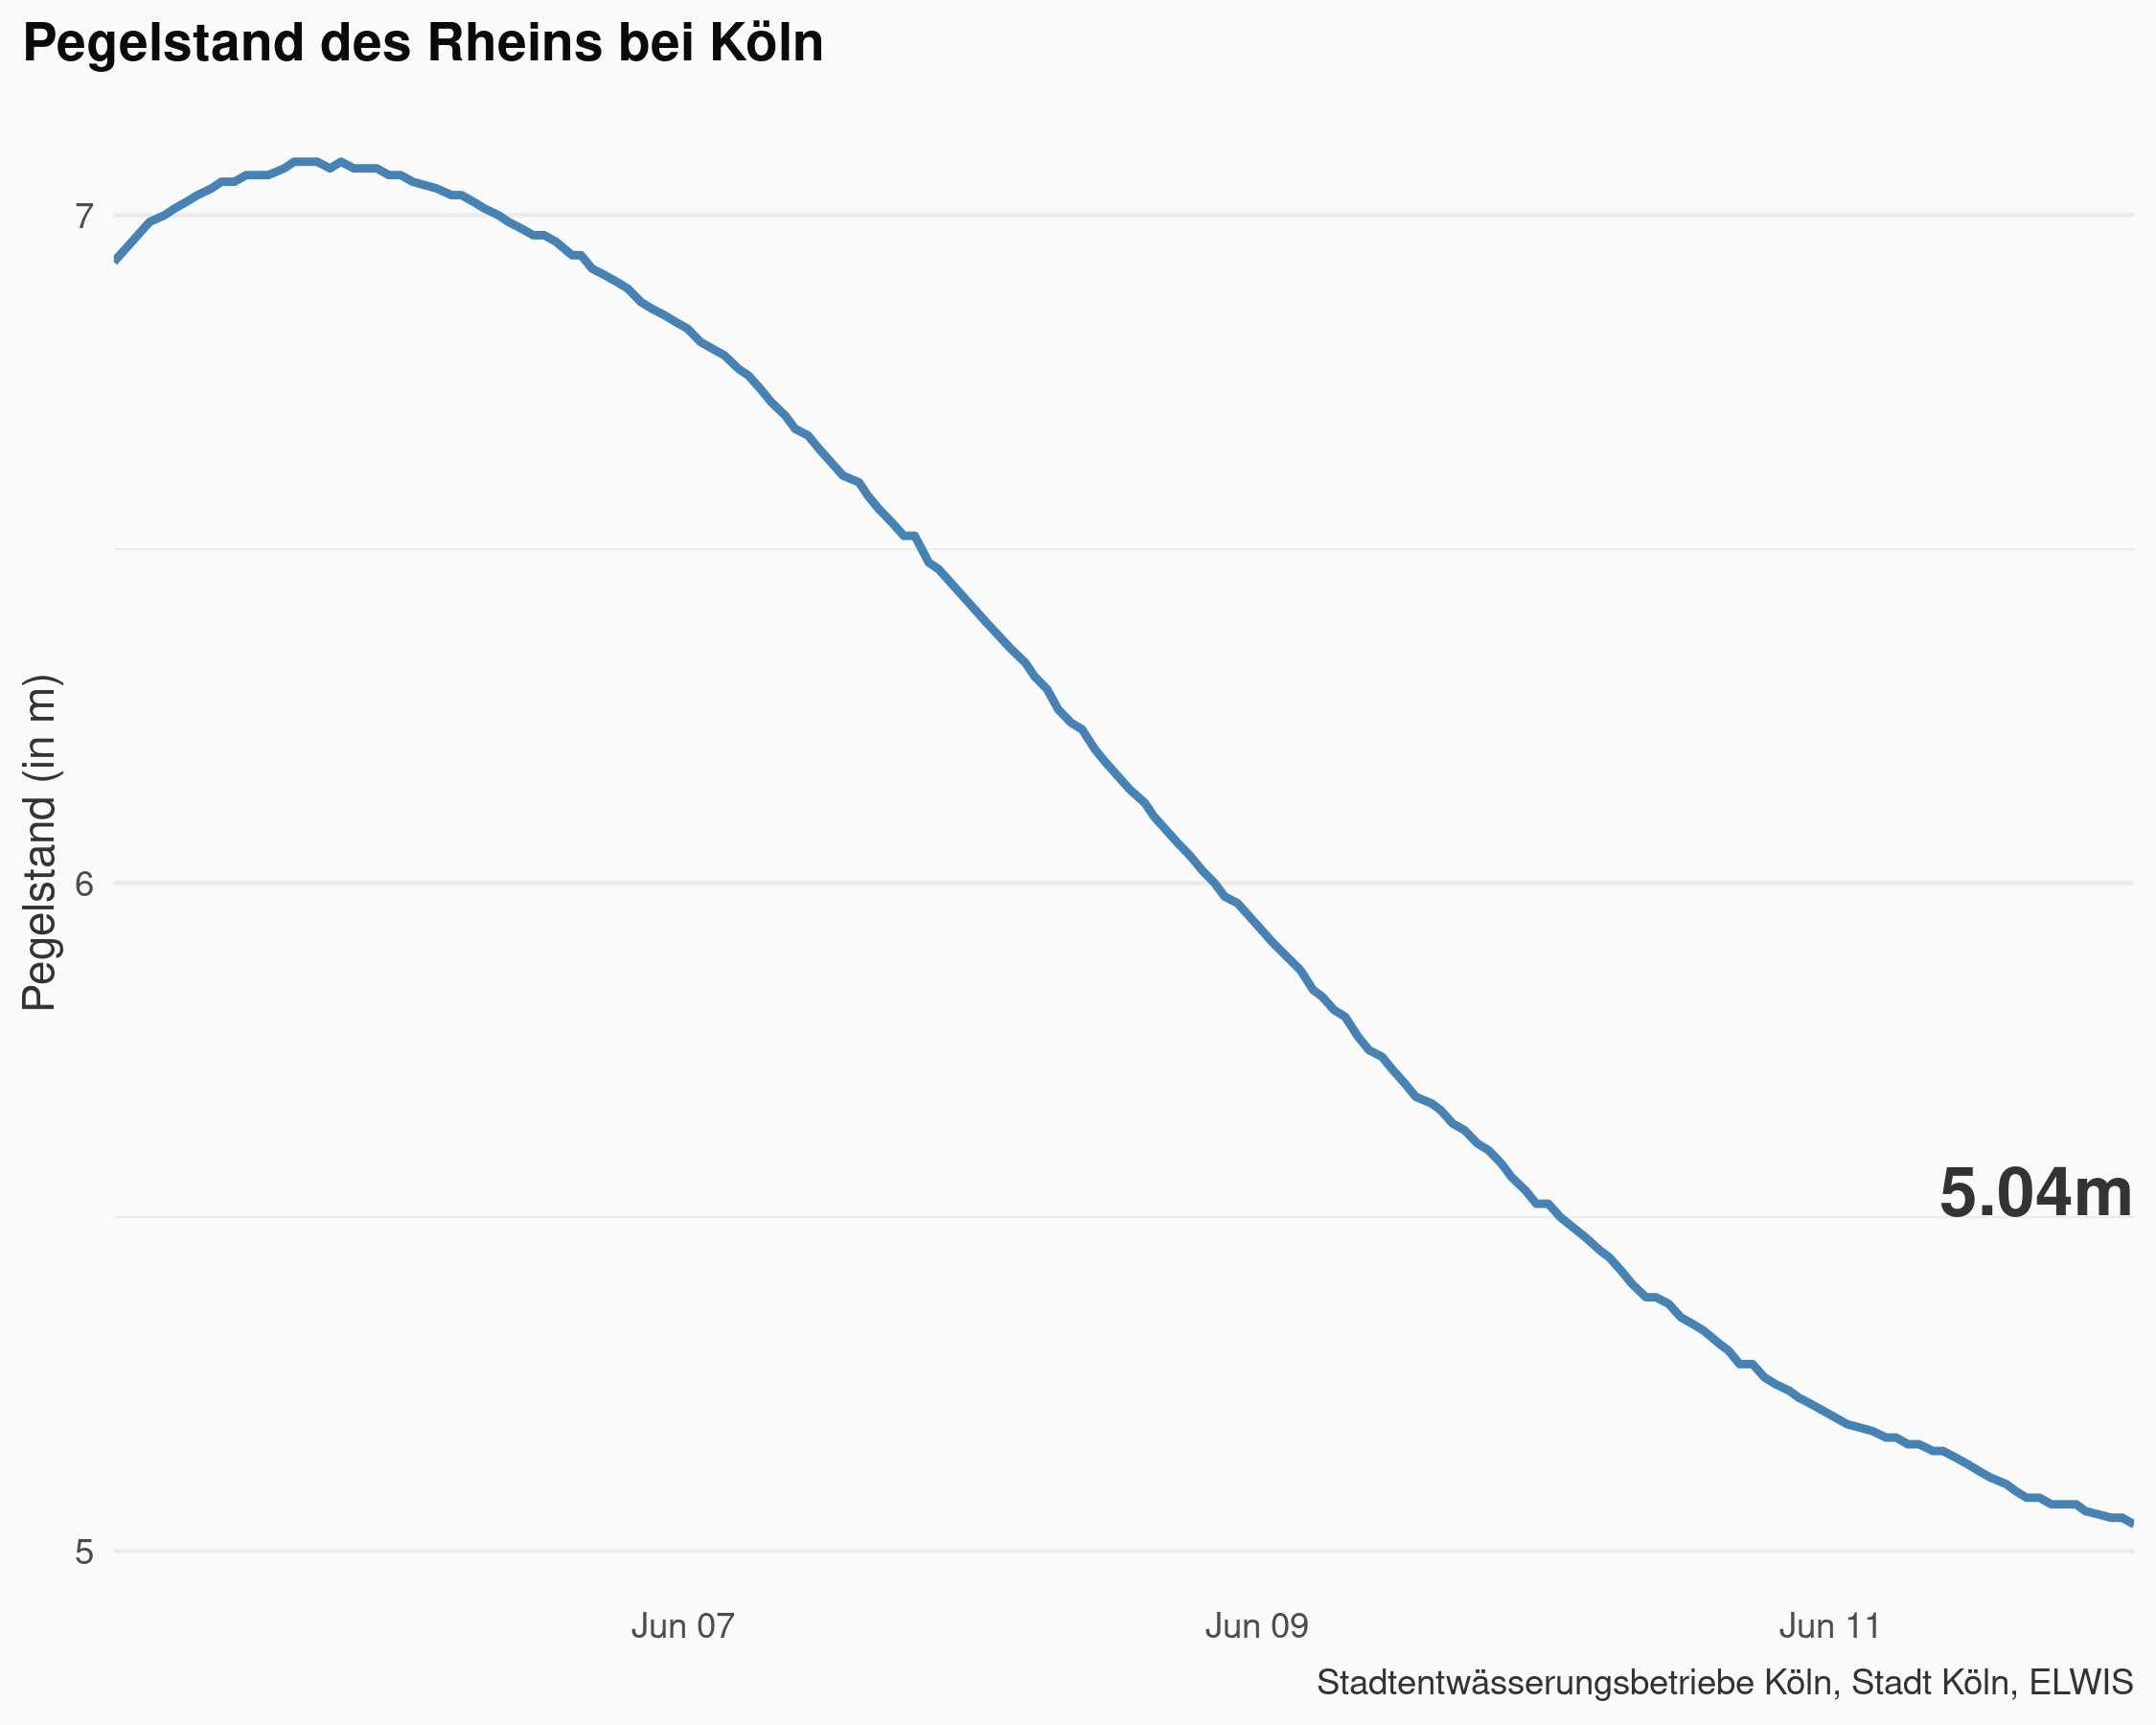 Pegelstand des Rheins bei Köln
Pegelstand (in m)
7
6
5
5.04m
Jun 07
Jun 09
Jun 11
Stadtentwässerungsbetriebe Köln, Stadt Köln, ELWIS